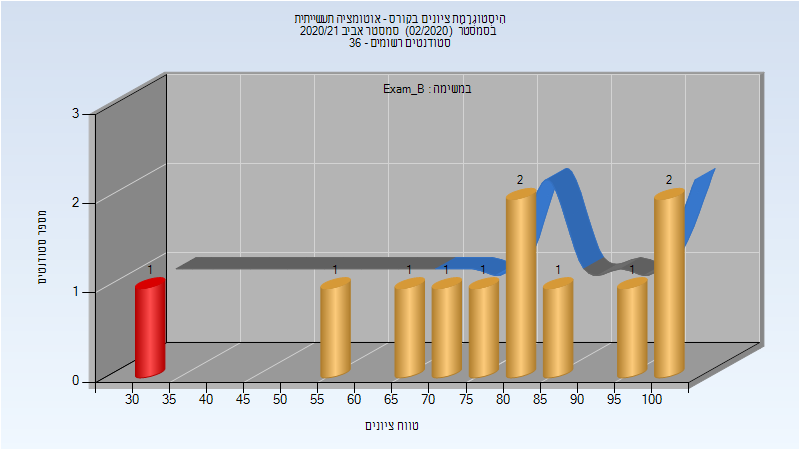 הִיסְטוֹגְרָמַת ציונים בקורס - אוטומציה תעשייתית
בסמסטר (02/2020) סמסטר אביב 2020/21
סטודנטים רשומים - 36
במשימה : Exam_B
מספר סטודנטים
3
2
1
0
1
1
1
1
1
2
1
1
2
30 35 40 45 50 55 60 65 70 75 80 85 90 95 100
טווח ציונים